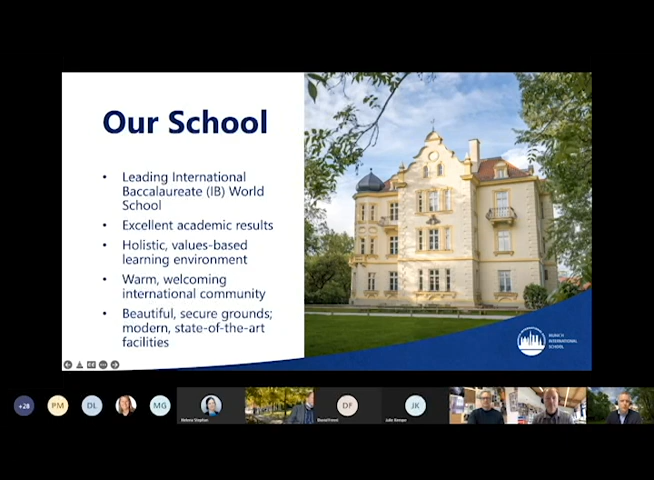 Our School
• Leading International
Baccalaureate (IB) World
School
• Excellent academic results
• Holistic, values-based
learning environment
• Warm, welcoming
international community
• Beautiful, secure grounds;
modern, state-of-the-art
facilities
MUNICH
INTERNATIONAL
SCHOOL
+28
PM
DL
MG
DF
JK